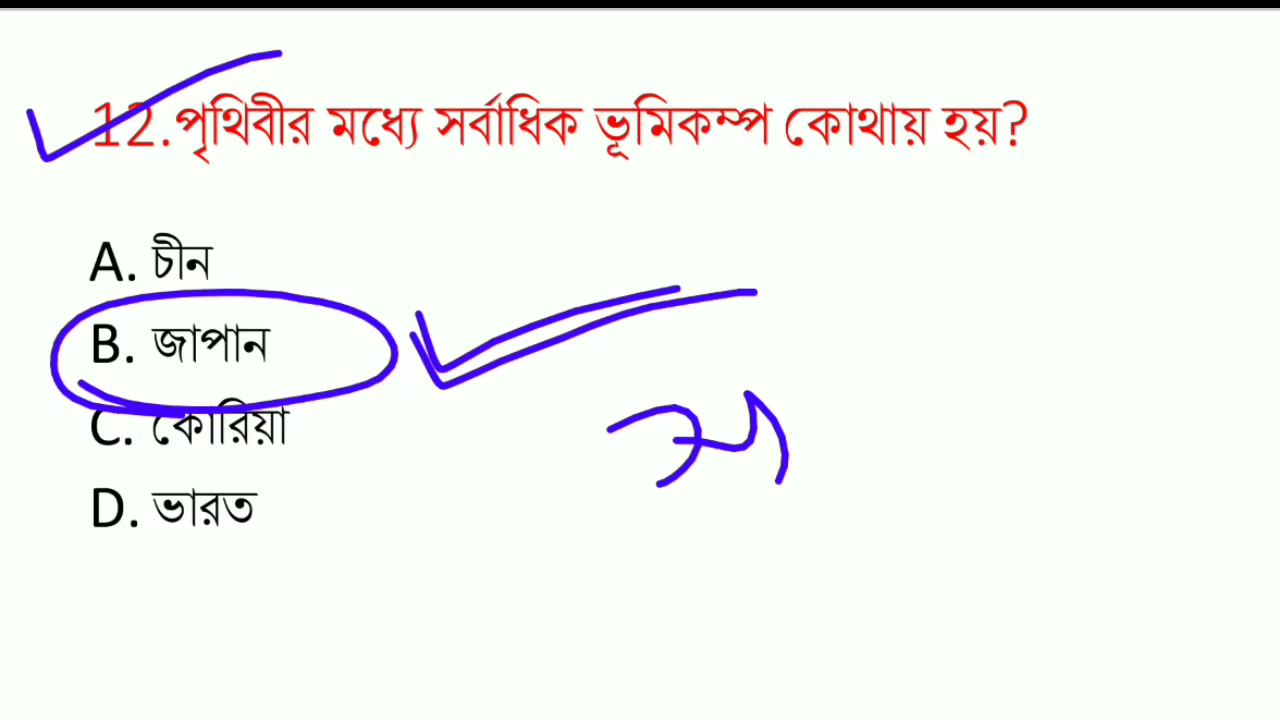 12.পৃথিবীর মধ্যে সর্বাধিক ভূমিকম্প কোথায় হয়?
A. চীন
B. জাপান
C. কোরিয়া
D. ভারত